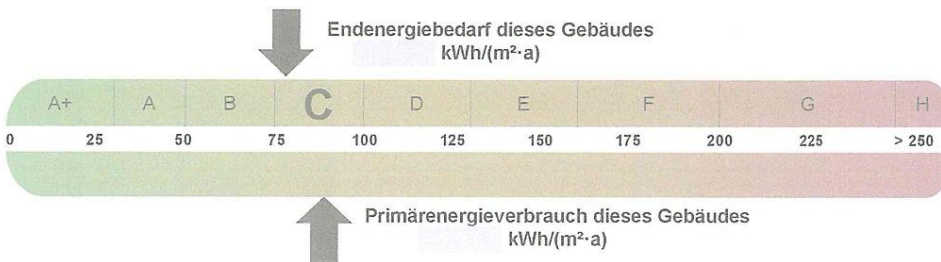 Endenergiebedarf dieses Gebäudes
kWh/(m²·a)
A+ A B C D E F G H
0 25 50 75 100 125 150 175 200 225 > 250
Primärenergieverbrauch dieses Gebäudes
kWh/(m²·a)